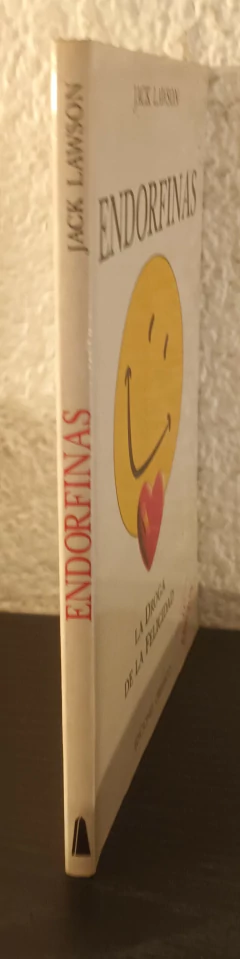 JACK LAWSON
ENDORFINAS
JACK LAWSON
ENDORFINAS
LA DROGA
DE LA FELICIDAD